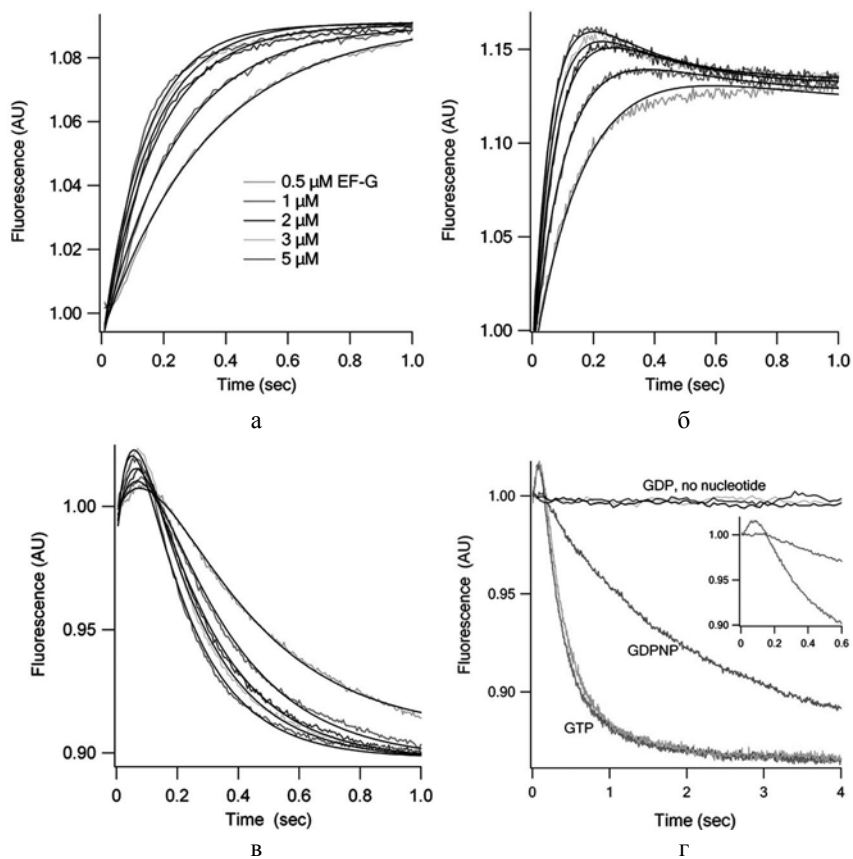 1.08
1.06
1.04
1.02
1.00
Fluorescence (AU)
0.5 µM EF-G
1 µM
2 µM
3 µM
5 µM
0 0.2 0.4 0.6 0.8 1.0
Time (sec)
а
1.15
1.10
1.05
1.00
Fluorescence (AU)
0 0.2 0.4 0.6 0.8 1.0
Time (sec)
б
1.00
0.95
0.90
Fluorescence (AU)
0 0.2 0.4 0.6 0.8 1.0
Time (sec)
в
1.00
0.95
0.90
Fluorescence (AU)
GDP, no nucleotide
1.00
0.95
0.90
0 0.2 0.4 0.6
GDPNP
GTP
0 1 2 3 4
Time (sec)
г